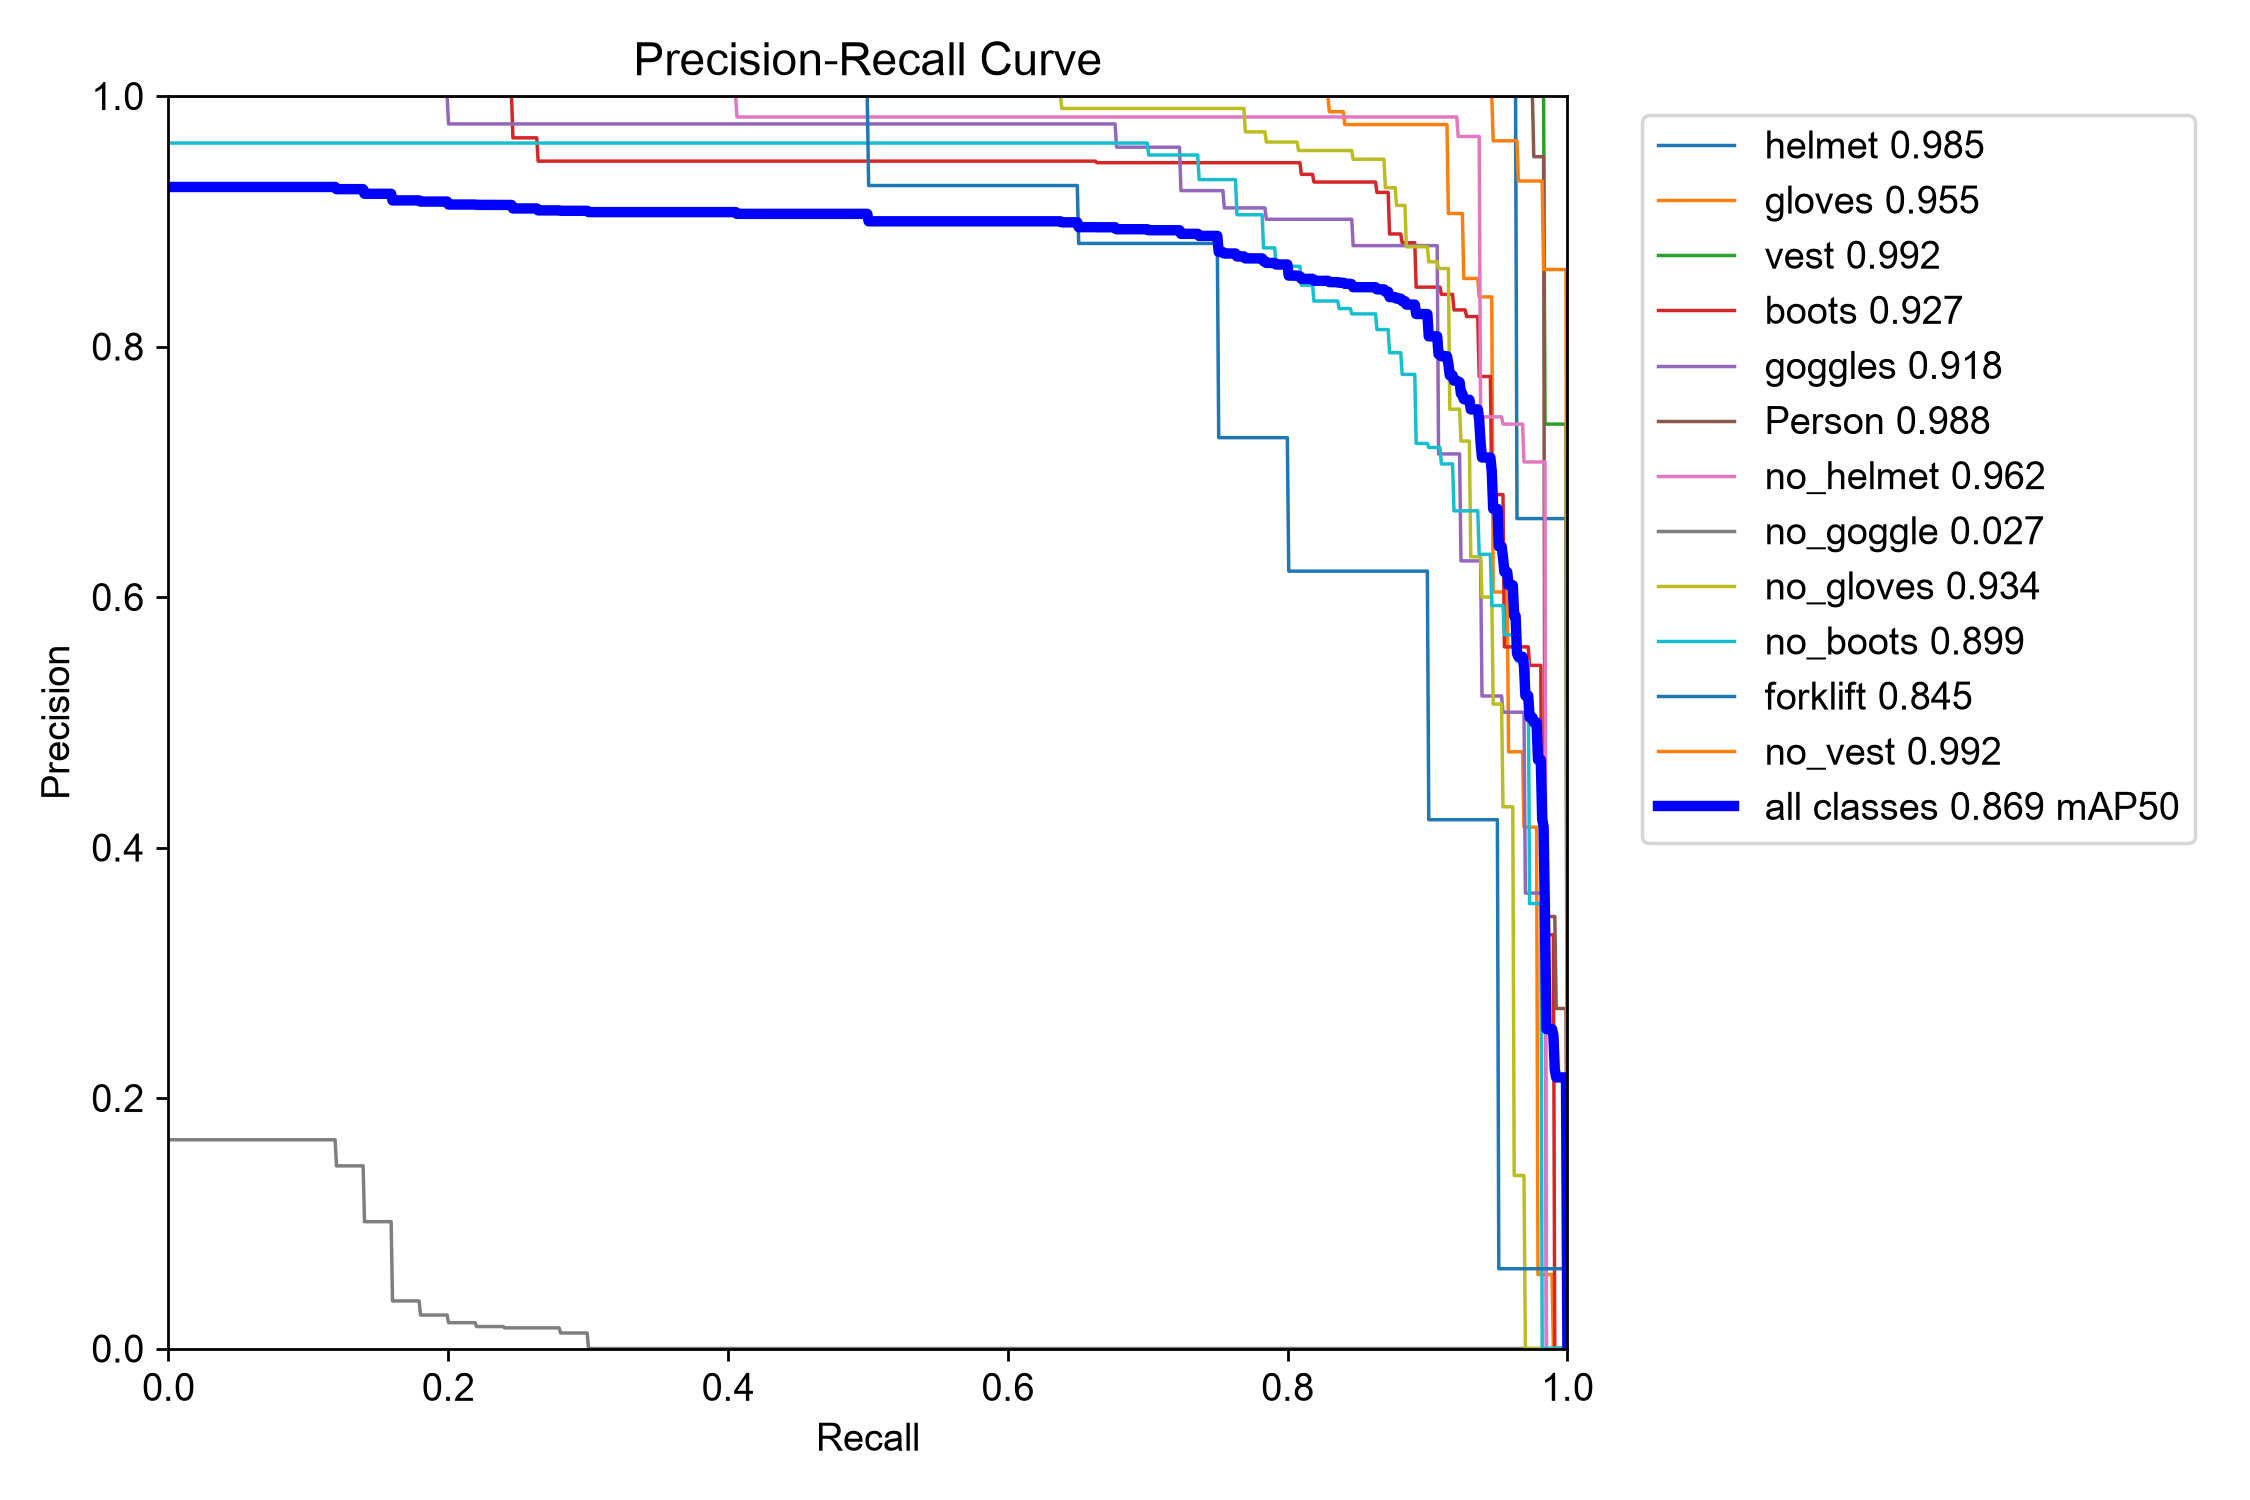 Precision-Recall Curve
1.0
0.8
0.6
0.4
0.2
0.0
Precision
0.0 0.2 0.4 0.6 0.8 1.0
Recall
helmet 0.985
gloves 0.955
vest 0.992
boots 0.927
goggles 0.918
Person 0.988
no_helmet 0.962
no_goggle 0.027
no_gloves 0.934
no_boots 0.899
forklift 0.845
no_vest 0.992
all classes 0.869 mAP50